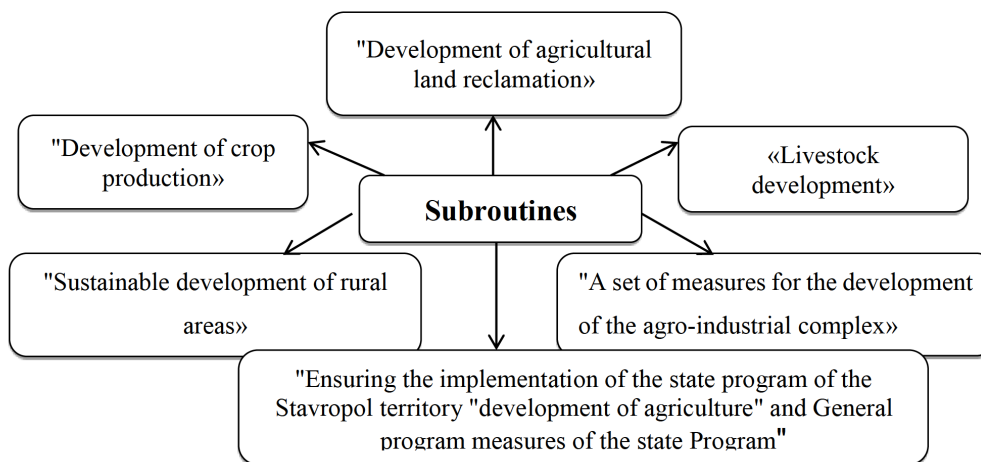 "Development of agricultural
land reclamation»
"Development of crop
production»
«Livestock
development»
Subroutines
"Sustainable development of rural
areas»
"A set of measures for the development
of the agro-industrial complex»
"Ensuring the implementation of the state program of the
Stavropol territory "development of agriculture" and General
program measures of the state Program"